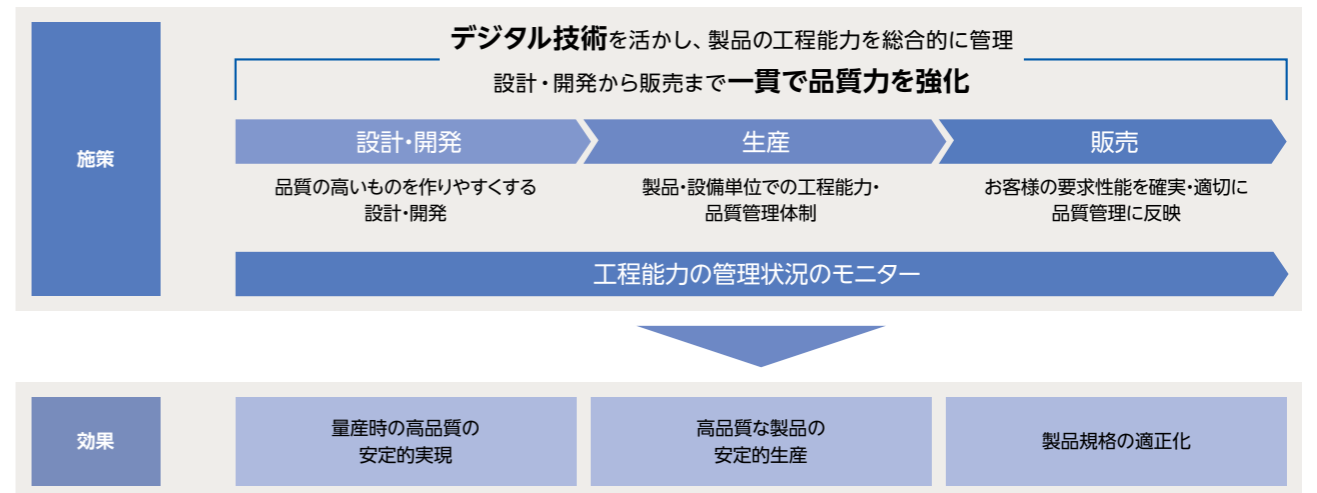 デジタル技術を活かし、製品の工程能力を総合的に管理
設計・開発から販売まで一貫で品質力を強化
施策
設計・開発
生産
販売
品質の高いものを作りやすくする
設計・開発
製品・設備単位での工程能力・
品質管理体制
お客様の要求性能を確実・適切に
品質管理に反映
工程能力の管理状況のモニター
効果
量産時の高品質の
安定的実現
高品質な製品の
安定的生産
製品規格の適正化